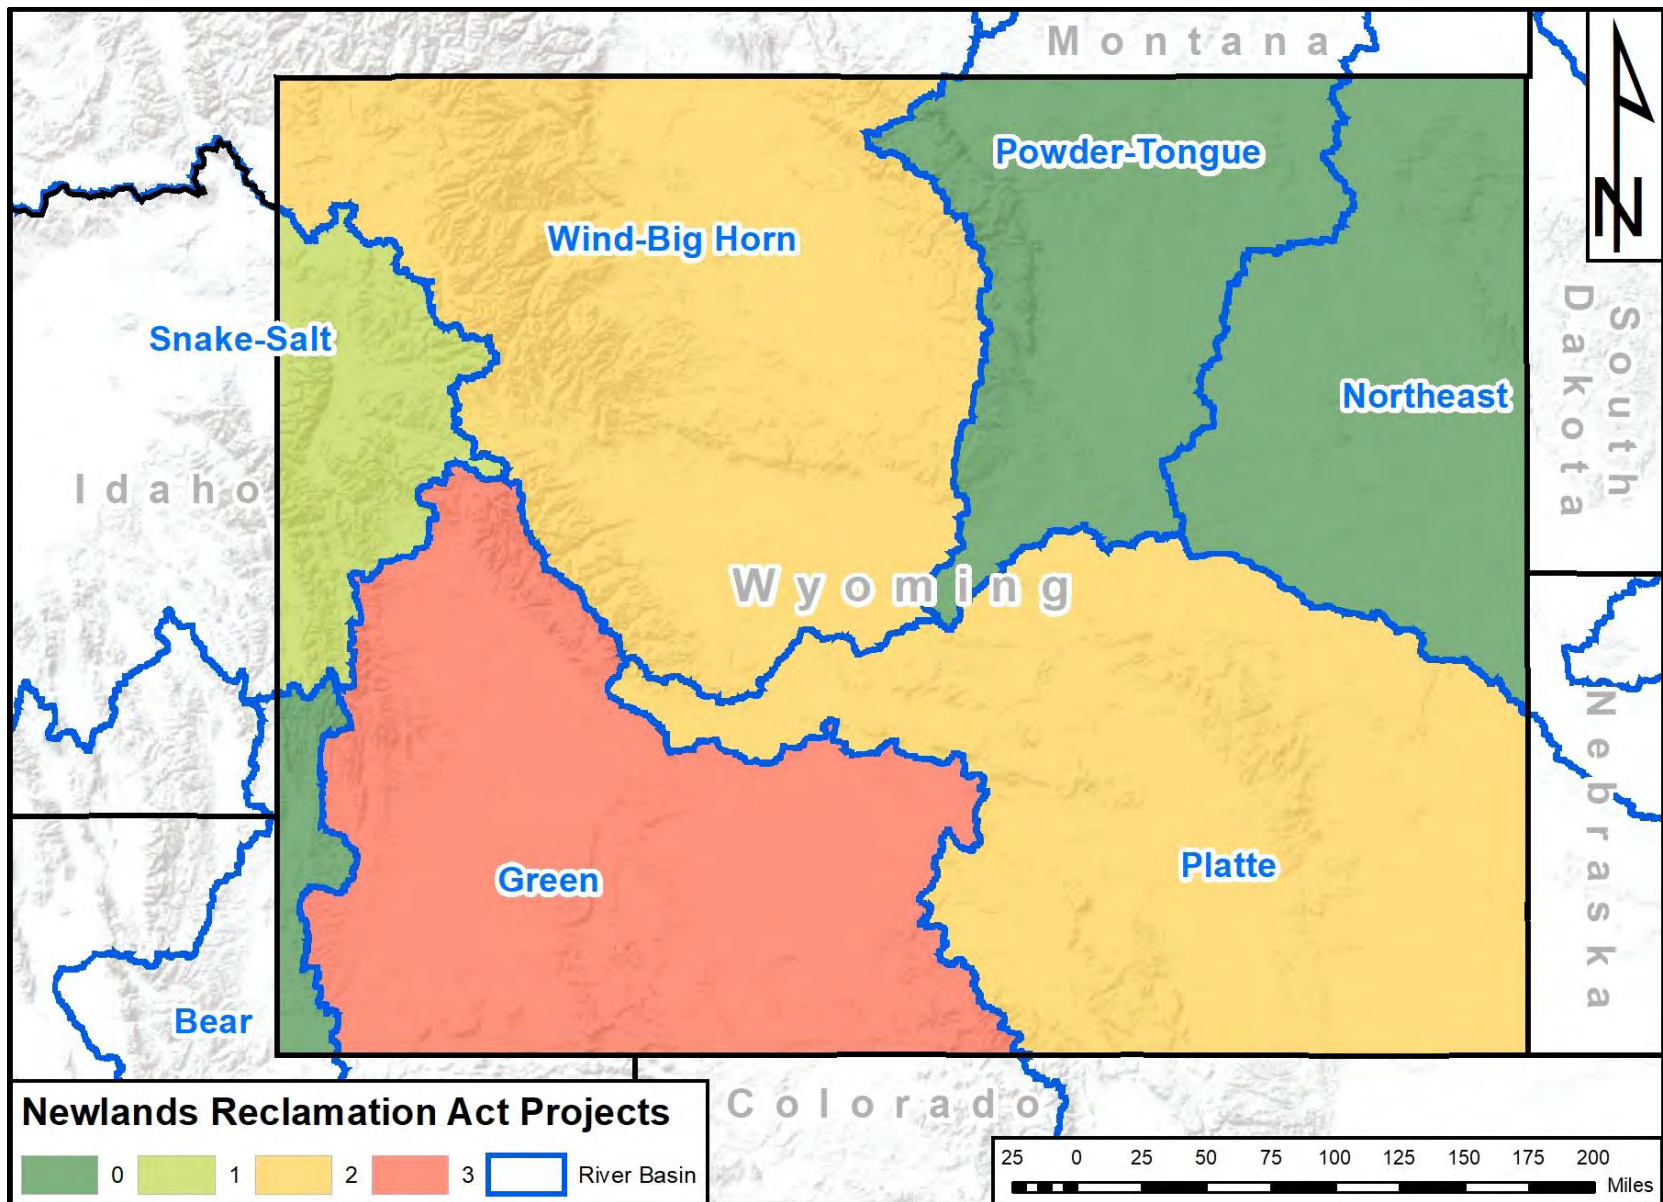 Montana
Powder-Tongue
N
Wind-Big Horn
Snake-Salt
South
Dakota
Northeast
Idaho
Wyoming
Nebraska
Green
Platte
Bear
Colorado
Newlands Reclamation Act Projects
0 1 2 3 River Basin
25 0 25 50 75 100 125 150 175 200
Miles